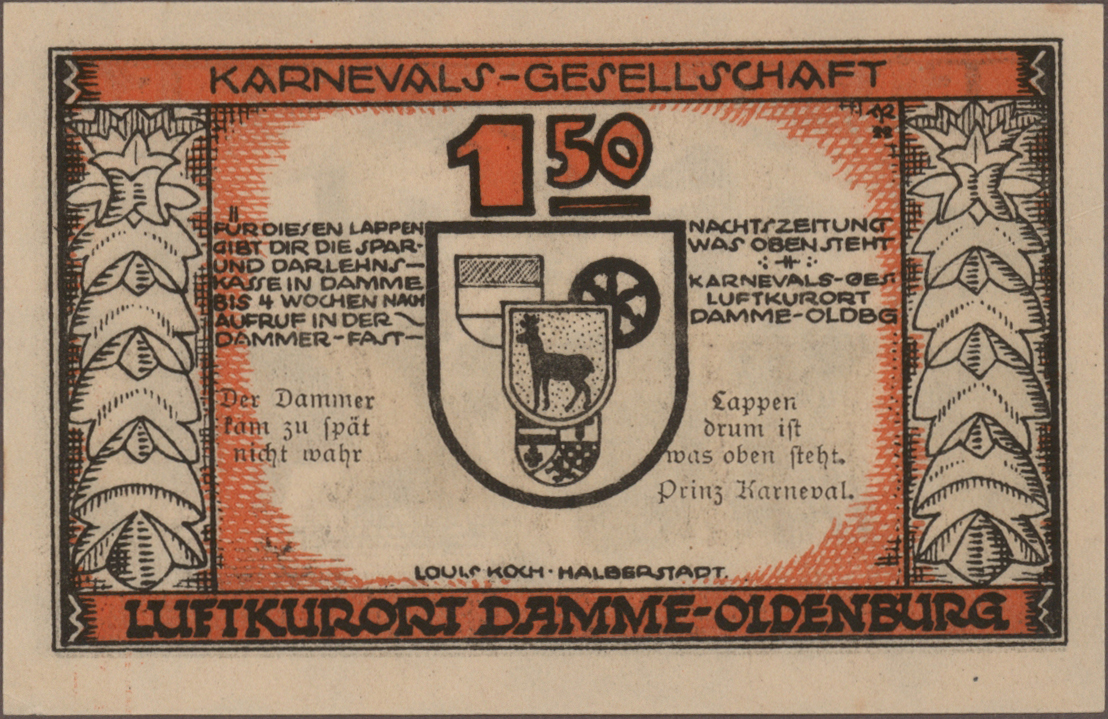 KARNEVALS-GESELLSCHAFT
1 50
FÜR DIESEN LAPPEN
GIBT DIR DIE SPAR-
UND DARLEHNS-
KASSE IN DAMME
BIS 4 WOCHEN NACH
AUFRUF IN DER
DAMMER-FAST-
NACHTSZEITUNG
WAS OBEN STEHT
KARNEVALS-GES
LUFTKURORT
DAMME-OLDBG
Der Dammer
kam zu spät
nicht wahr
Lappen
drum ist
was oben steht.
Prinz Karneval.
LOUIS KOCH · HALBERSTADT.
LUFTKURORT DAMME-OLDENBURG